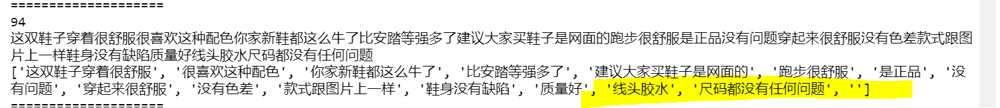 ====================
94
这双鞋子穿着很舒服很喜欢这种配色你家新鞋都这么牛了比安踏等强多了建议大家买鞋子是网面的跑步很舒服是正品没有问题穿起来很舒服没有色差款式跟图
片上一样鞋身没有缺陷质量好线头胶水尺码都没有任何问题
['这双鞋子穿着很舒服', '很喜欢这种配色', '你家新鞋都这么牛了', '比安踏等强多了', '建议大家买鞋子是网面的', '跑步很舒服', '是正品', '没
有问题', '穿起来很舒服', '没有色差', '款式跟图片上一样', '鞋身没有缺陷', '质量好', '线头胶水', '尺码都没有任何问题', '']
====================